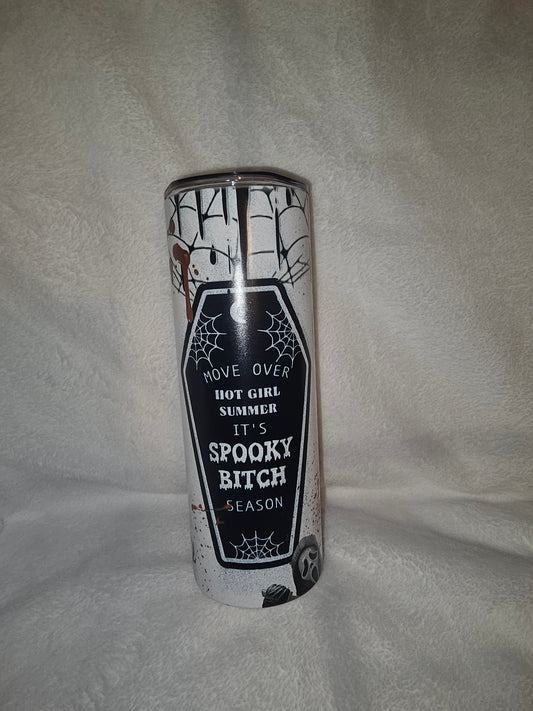 MOVE OVER
HOT GIRL
SUMMER
IT'S
SPOOKY
BITCH
SEASON